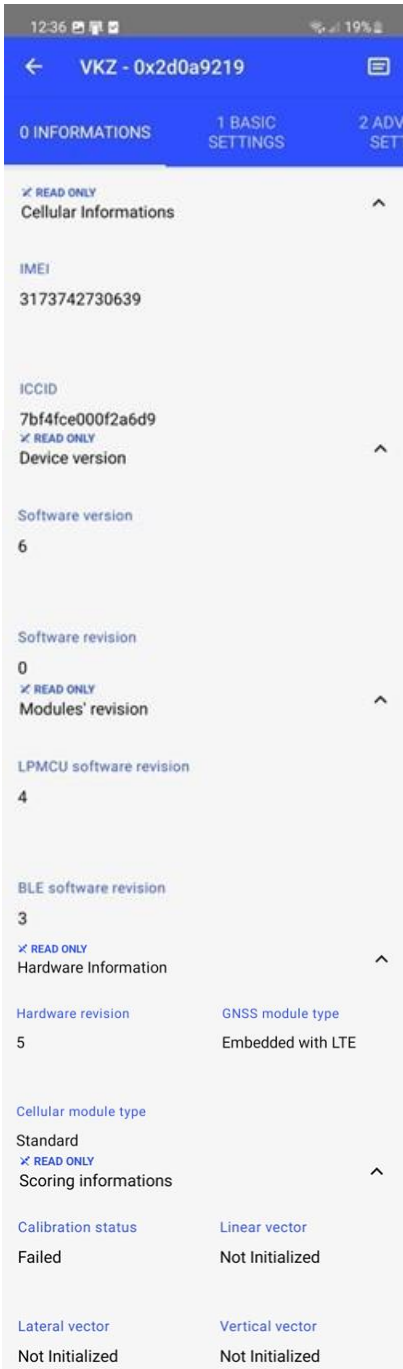 12:36 19%
VKZ - 0x2d0a9219
0 INFORMATIONS 1 BASIC SETTINGS 2 ADV SET
READ ONLY
Cellular Informations
IMEI
3173742730639
ICCID
7bf4fce000f2a6d9
READ ONLY
Device version
Software version
6
Software revision
0
READ ONLY
Modules' revision
LPMCU software revision
4
BLE software revision
3
READ ONLY
Hardware Information
Hardware revision GNSS module type
5 Embedded with LTE
Cellular module type
Standard
READ ONLY
Scoring informations
Calibration status Linear vector
Failed Not Initialized
Lateral vector Vertical vector
Not Initialized Not Initialized